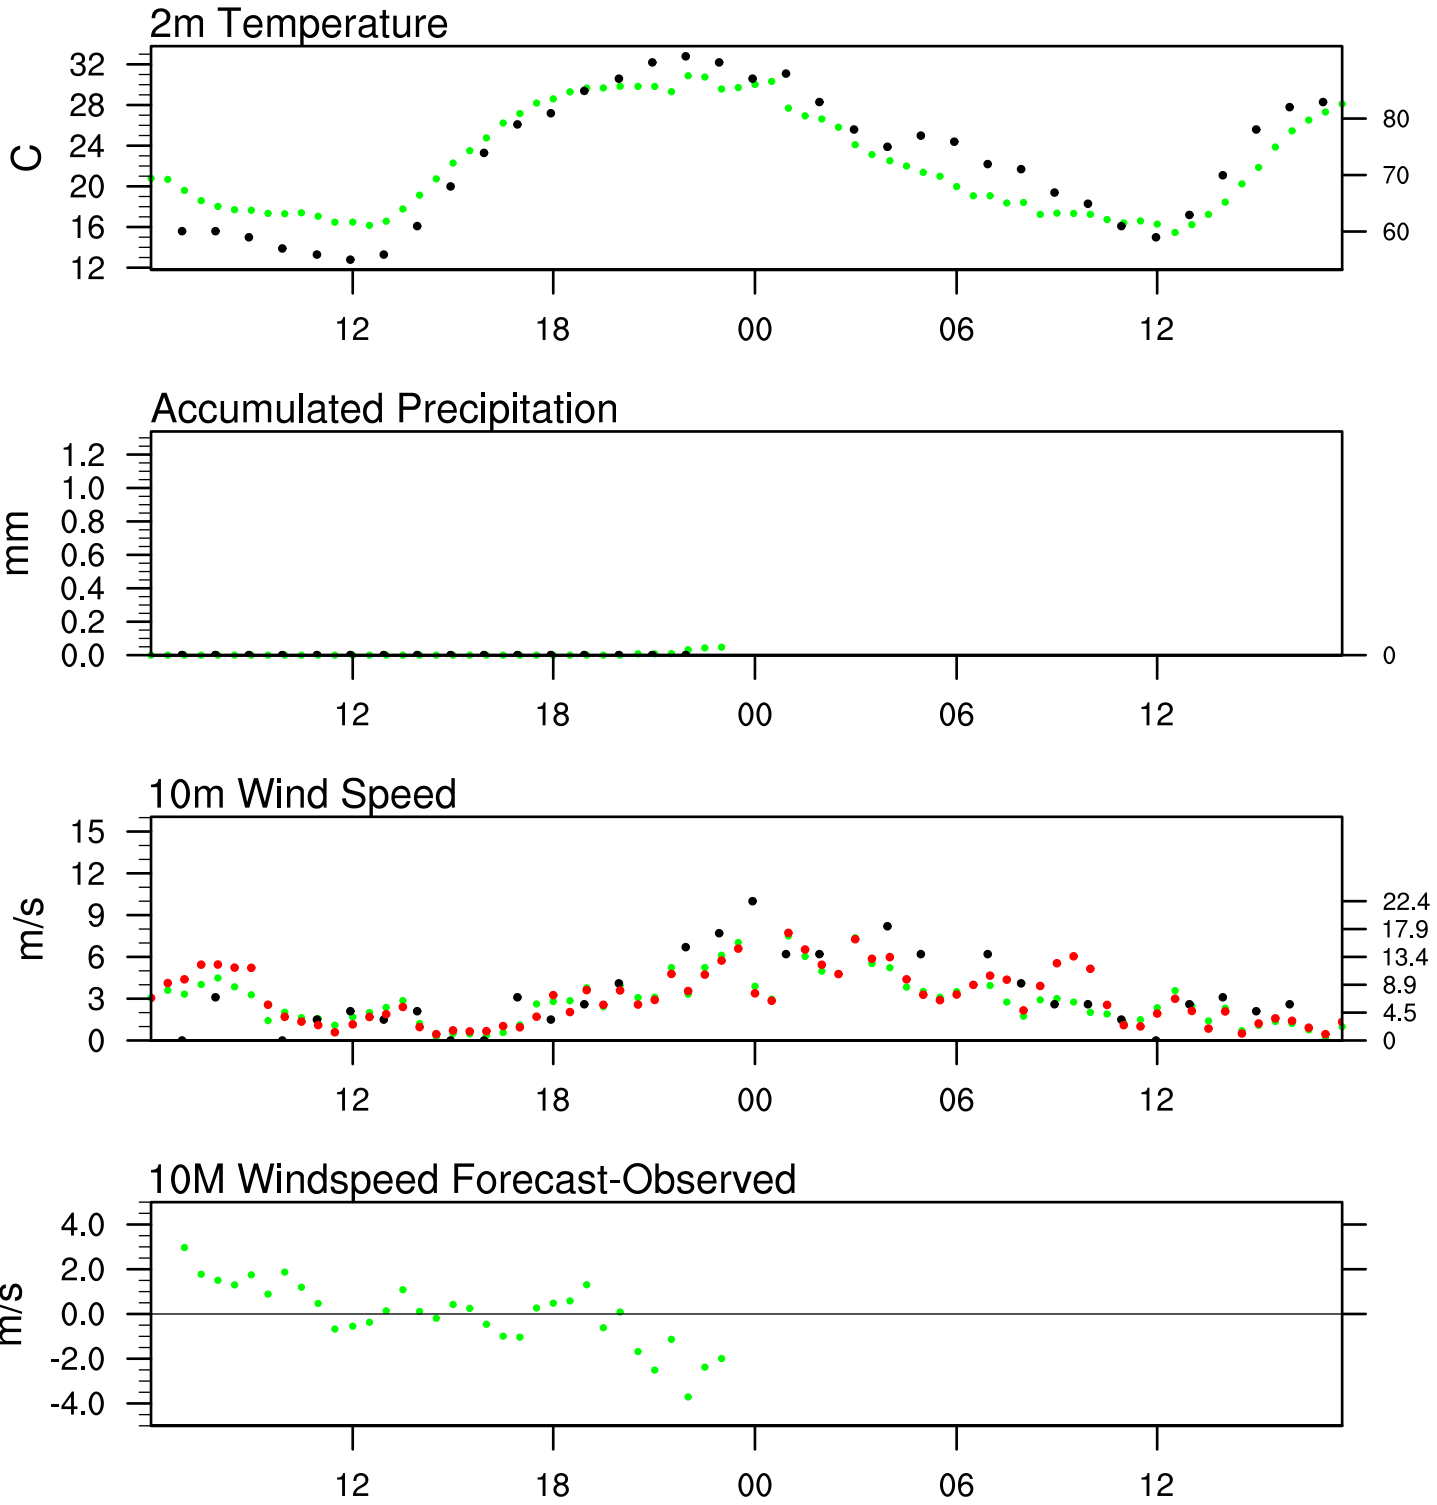 2m Temperature
32
28
24
20
16
12
C
80
70
60
12 18 00 06 12
Accumulated Precipitation
1.2
1.0
0.8
0.6
0.4
0.2
0.0
mm
0
12 18 00 06 12
10m Wind Speed
15
12
9
6
3
0
m/s
22.4
17.9
13.4
8.9
4.5
0
12 18 00 06 12
10M Windspeed Forecast-Observed
4.0
2.0
0.0
-2.0
-4.0
m/s
12 18 00 06 12